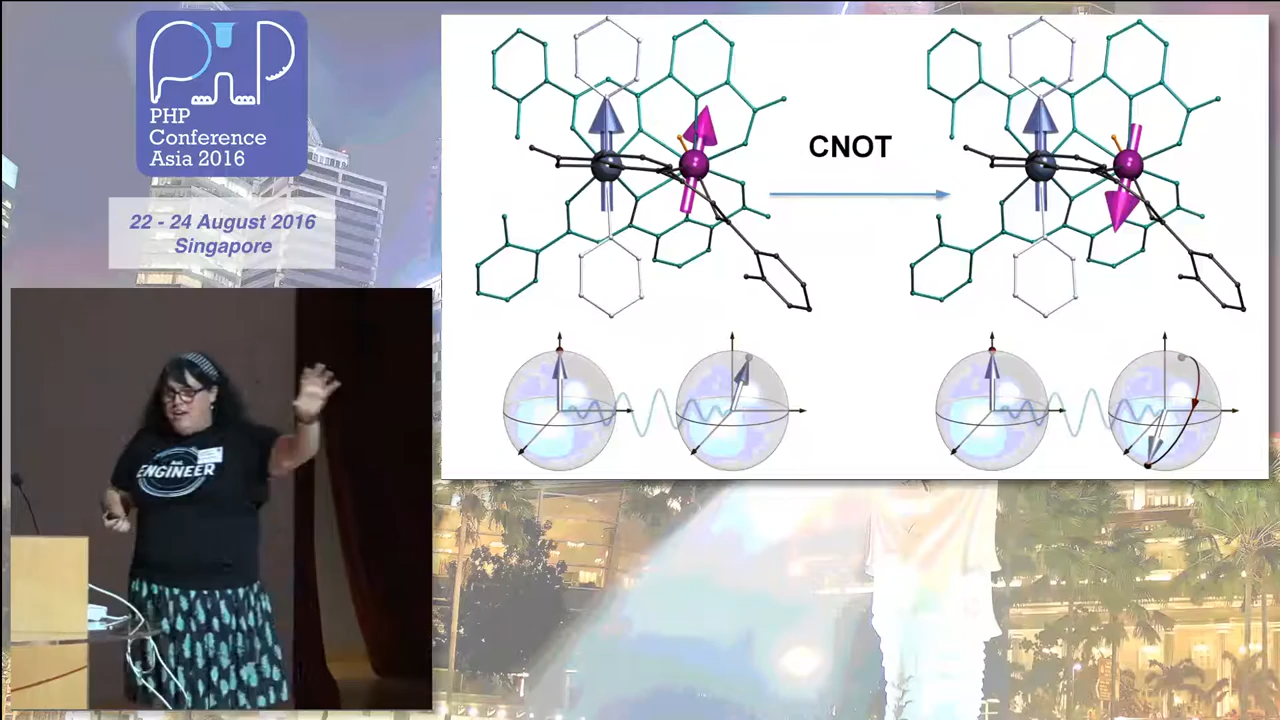 PHP
Conference
Asia 2016
22 - 24 August 2016
Singapore
CNOT
ENGINEER